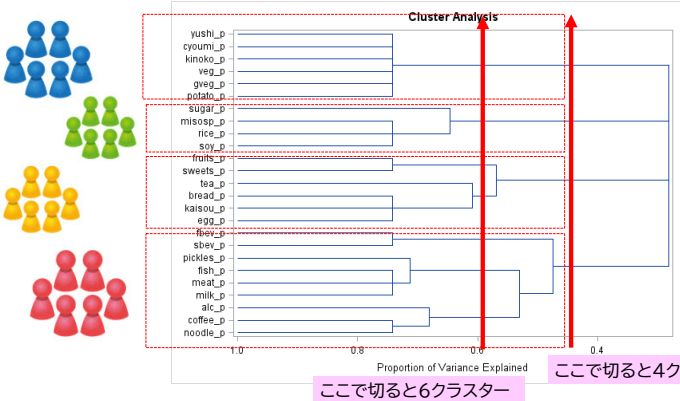 Cluster Analysis
yushi_p
cyoumi_p
kinoko_p
veg_p
gveg_p
potato_p
sugar_p
misosp_p
rice_p
soy_p
fruits_p
sweets_p
tea_p
bread_p
kaisou_p
egg_p
fbev_p
sbev_p
pickles_p
fish_p
meat_p
milk_p
alc_p
coffee_p
noodle_p
1.0 0.8 0.6 0.4
Proportion of Variance Explained
ここで切ると4ク
ここで切ると6クラスター